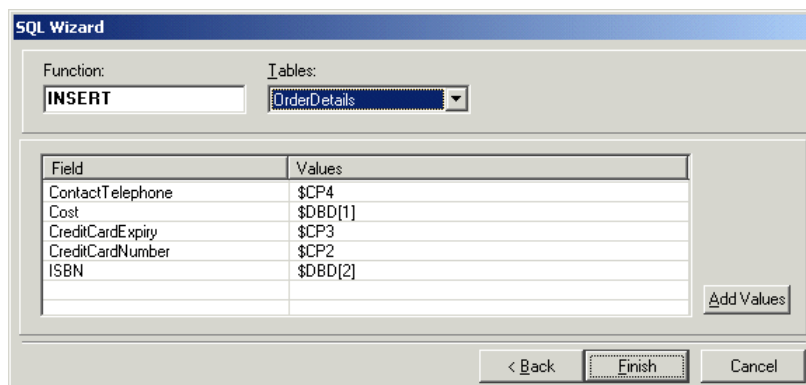 SQL Wizard
Function: Tables:
INSERT OrderDetails
Field Values
ContactTelephone $CP4
Cost $DBD[1]
CreditCardExpiry $CP3
CreditCardNumber $CP2
ISBN $DBD[2]
Add Values
< Back Finish Cancel